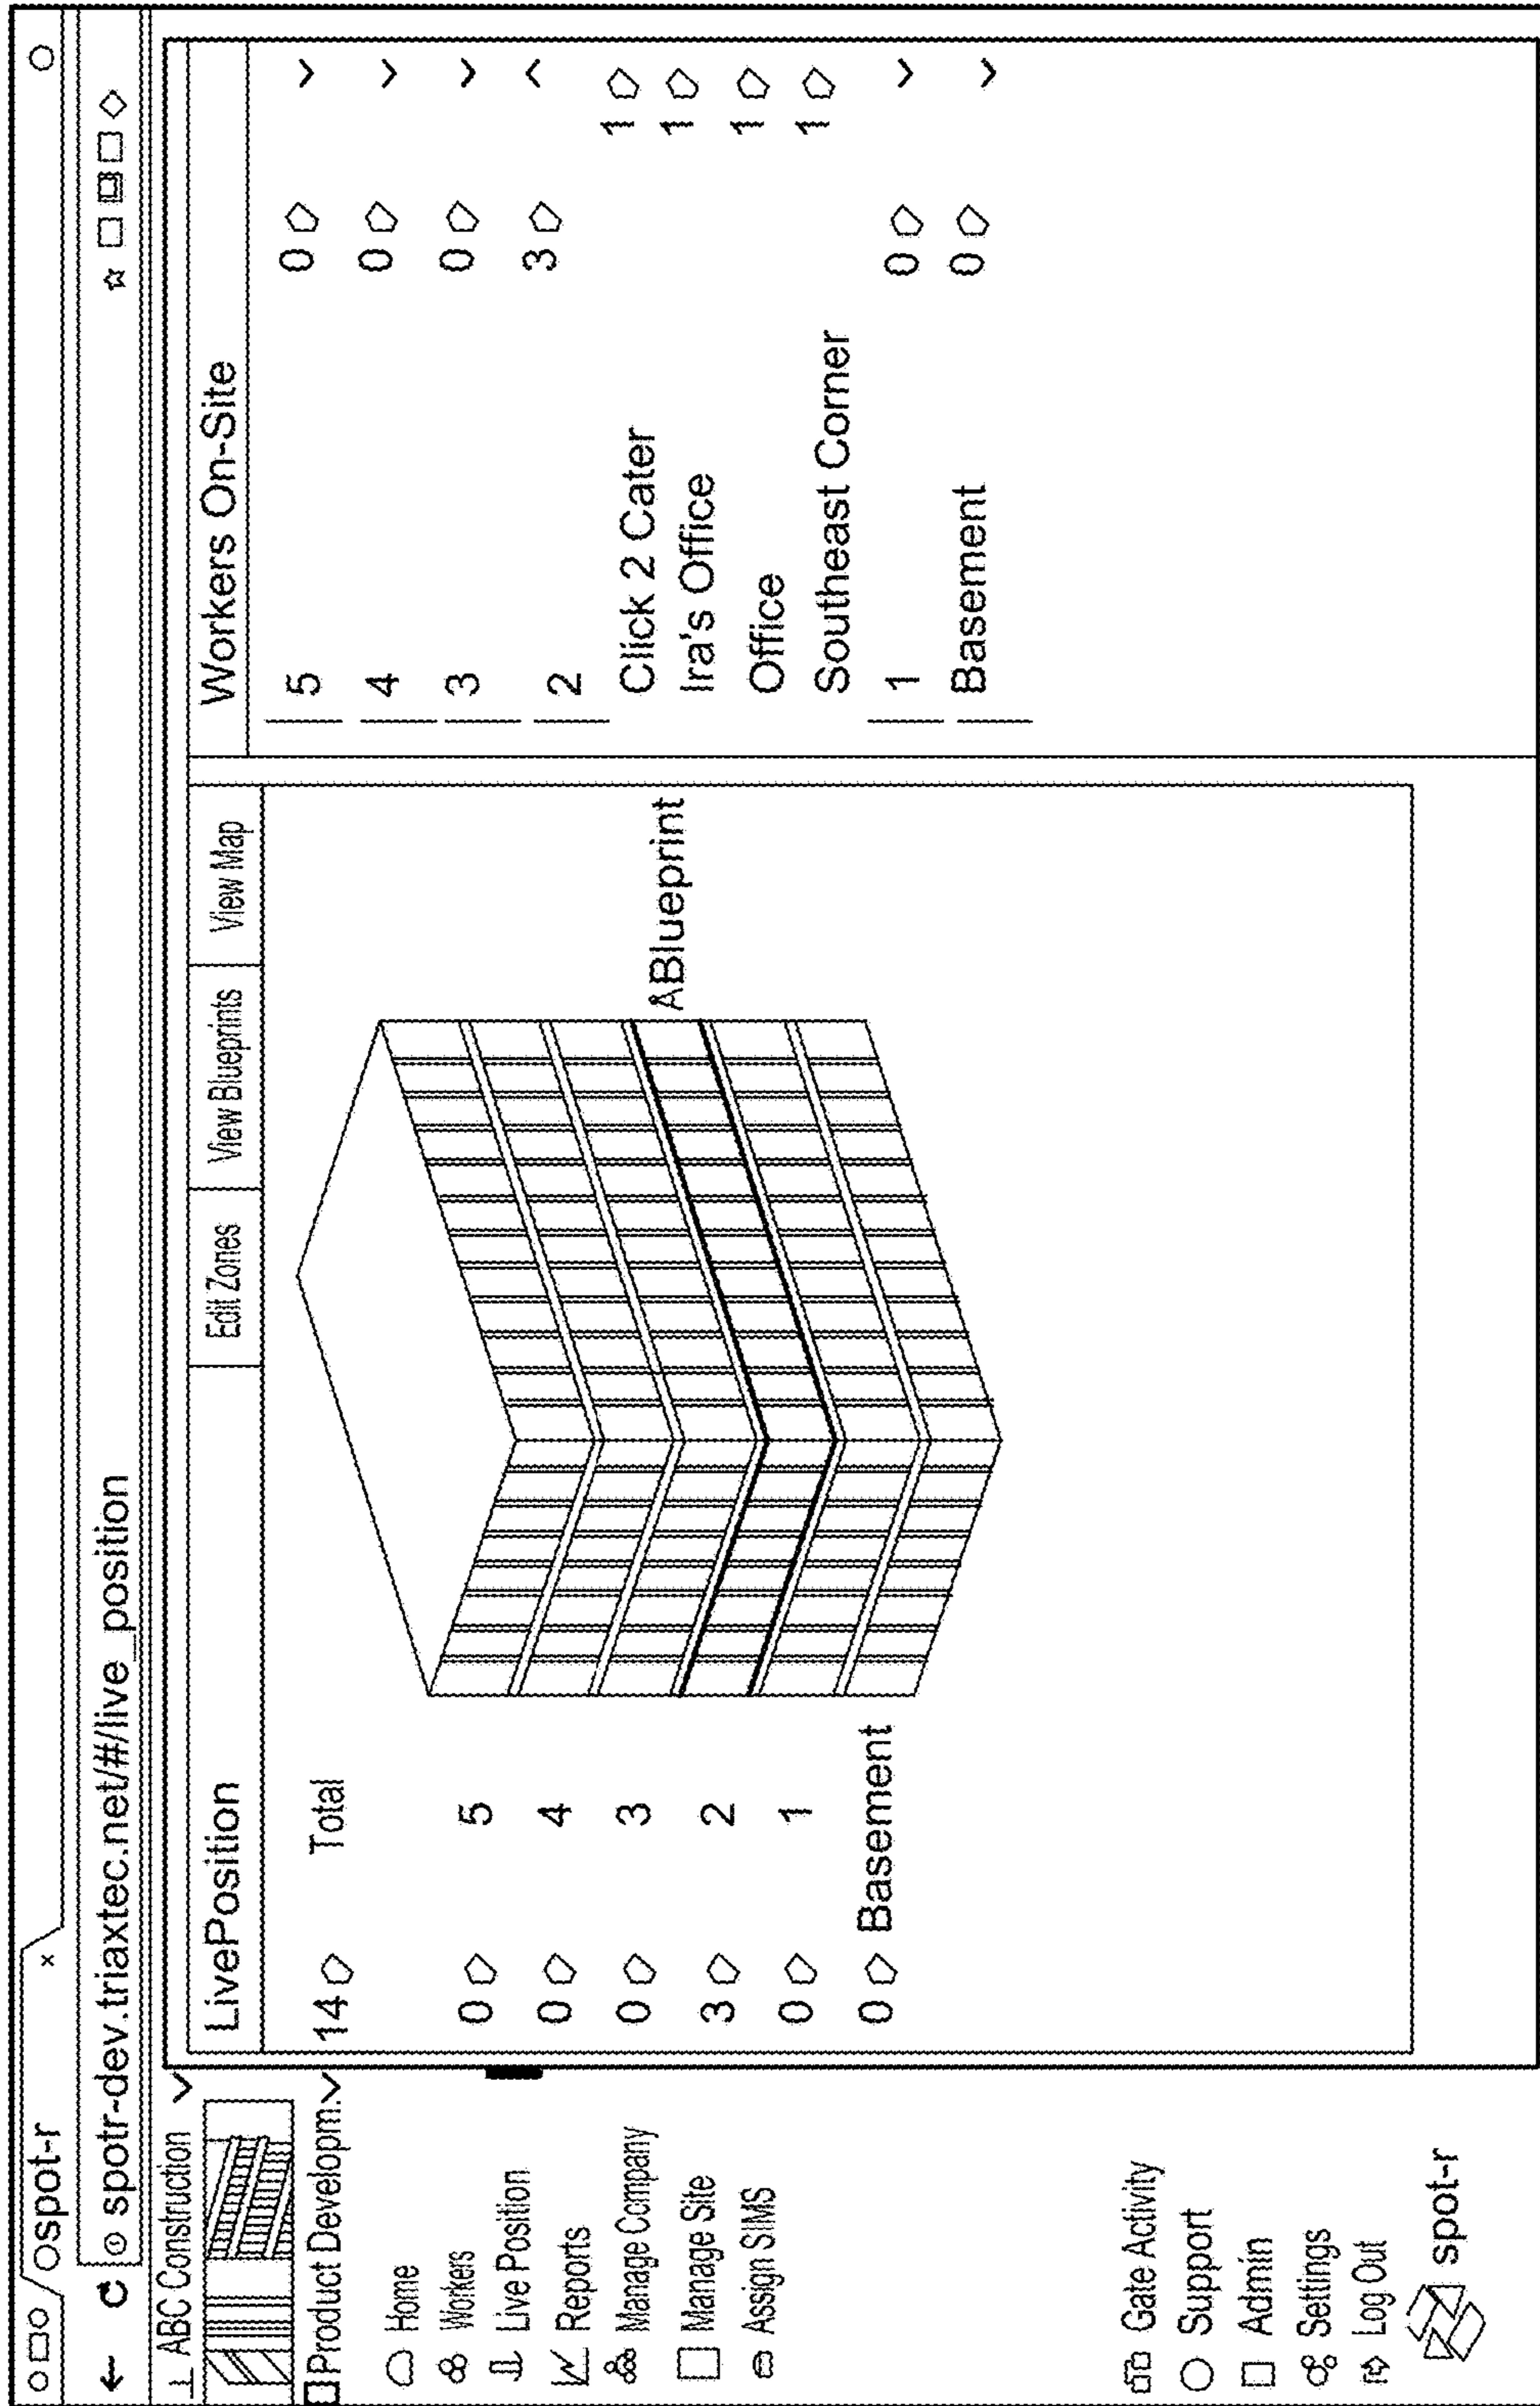 spot-r
spotr-dev.triaxtec.net/#/live_position
ABC Construction
Product Developm.
Home
Workers
Live Position
Reports
Manage Company
Manage Site
Assign SIMS
Gate Activity
Support
Admin
Settings
Log Out
spot-r
LivePosition
Edit Zones
View Blueprints
View Map
14 Total
0 5
0 4
0 3
3 2
0 1
0 Basement
ÂBlueprint
Workers On-Site
5 0
4 0
3 0
2 3
Click 2 Cater 1
Ira's Office 1
Office 1
Southeast Corner 1
1 0
Basement 0